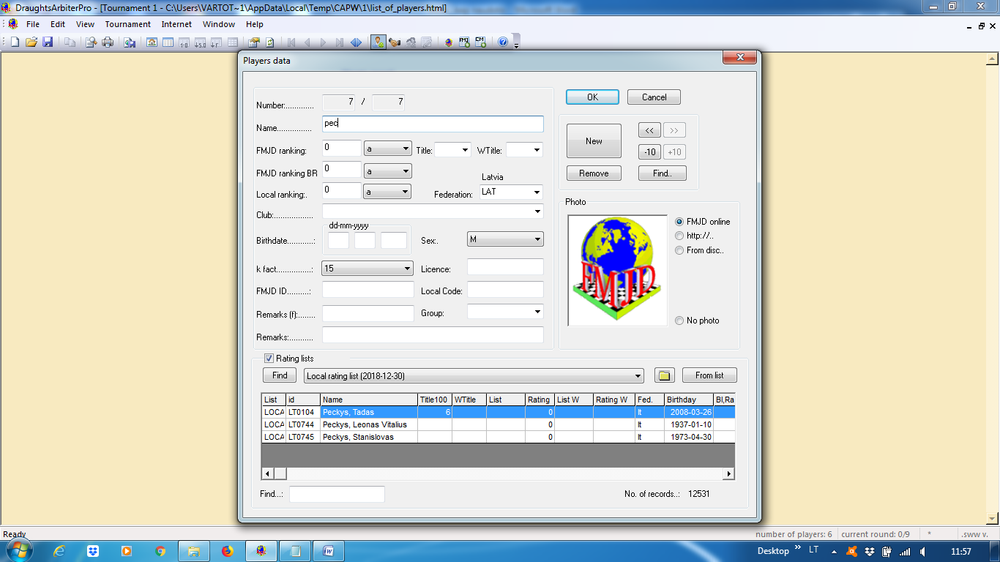 DraughtsArbiterPro - [Tournament 1 - C:\Users\VARTOT~1\AppData\Local\Temp\CAPW\1\list_of_players.html]
File Edit View Tournament Internet Window Help
Players data
Number:............. 7 / 7
OK Cancel
Name................ pec
New << >>
FMJD ranking: 0 a Title: WTitle:
-10 +10
FMJD ranking BR 0 a
Remove Find..
Latvia
Local ranking:. 0 a Federation: LAT
Photo
Club:.................
dd-mm-yyyy
FMJD online
http://..
Birthdate...........: Sex:. M
From disc..
k fact..............: 15 Licence:
FMJD ID.........: Local Code:
Remarks (f):....... Group:
No photo
Remarks:..........
Rating lists
Find Local rating list (2018-12-30) From list
List id Name Title100 WTitle List Rating List W Rating W Fed. Birthday Bl,Ra
LOCA LT0104 Peckys, Tadas 6 0 lt 2008-03-26
LOCA LT0744 Peckys, Leonas Vitalius 0 lt 1937-01-10
LOCA LT0745 Peckys, Stanislovas 0 lt 1973-04-30
Find...: No. of records..: 12531
Ready number of players: 6 current round: 0/9 * .sww v.
Desktop » LT 11:57